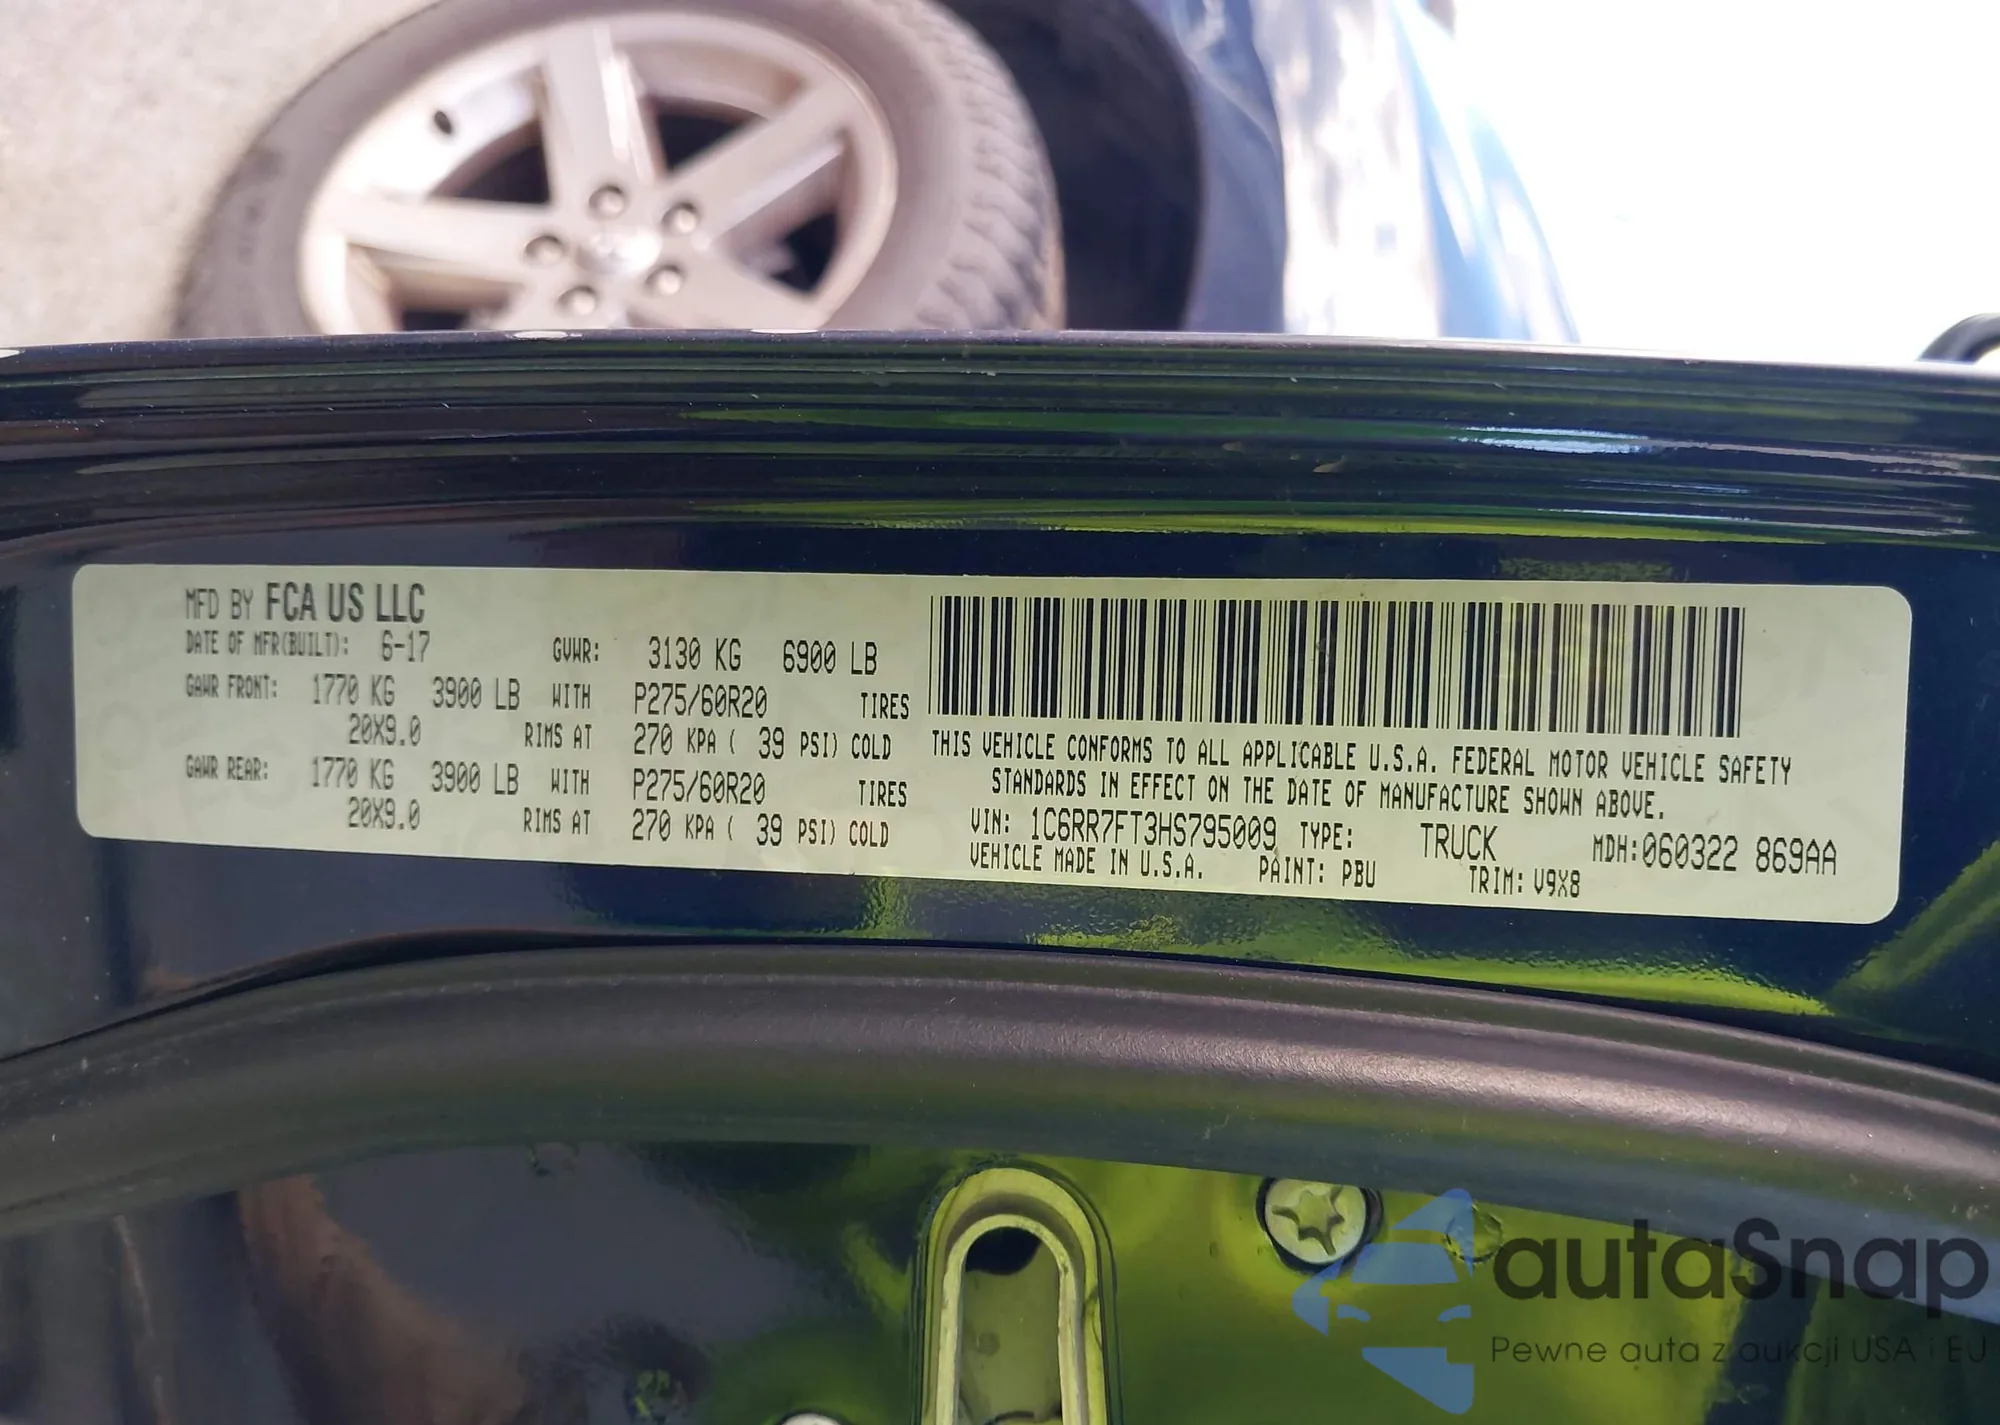 MFD BY FCA US LLC
DATE OF MFR(BUILT): 6-17 GVWR: 3130 KG 6900 LB
GAWR FRONT: 1770 KG 3900 LB WITH P275/60R20 TIRES
20X9.0 RIMS AT 270 KPA ( 39 PSI) COLD
GAWR REAR: 1770 KG 3900 LB WITH P275/60R20 TIRES
20X9.0 RIMS AT 270 KPA ( 39 PSI) COLD
THIS VEHICLE CONFORMS TO ALL APPLICABLE U.S.A. FEDERAL MOTOR VEHICLE SAFETY
STANDARDS IN EFFECT ON THE DATE OF MANUFACTURE SHOWN ABOVE.
VIN: 1C6RR7FT3HS795009 TYPE: TRUCK MDH:060322 869AA
VEHICLE MADE IN U.S.A. PAINT: PBU TRIM: V9X8
autaSnap
Pewne auta z aukcji USA i EU